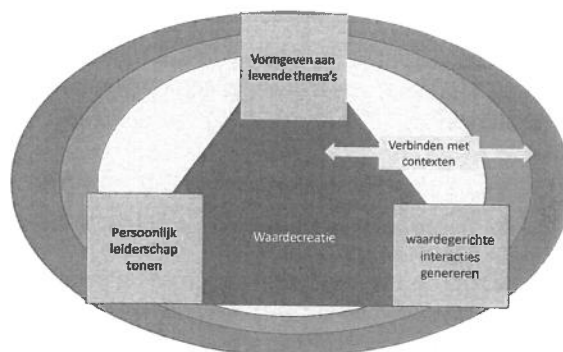 Vormgeven aan
levende thema's
Verbinden met
contexten
Persoonlijk
leiderschap
tonen
Waardecreatie
waardegerichte
interacties
genereren